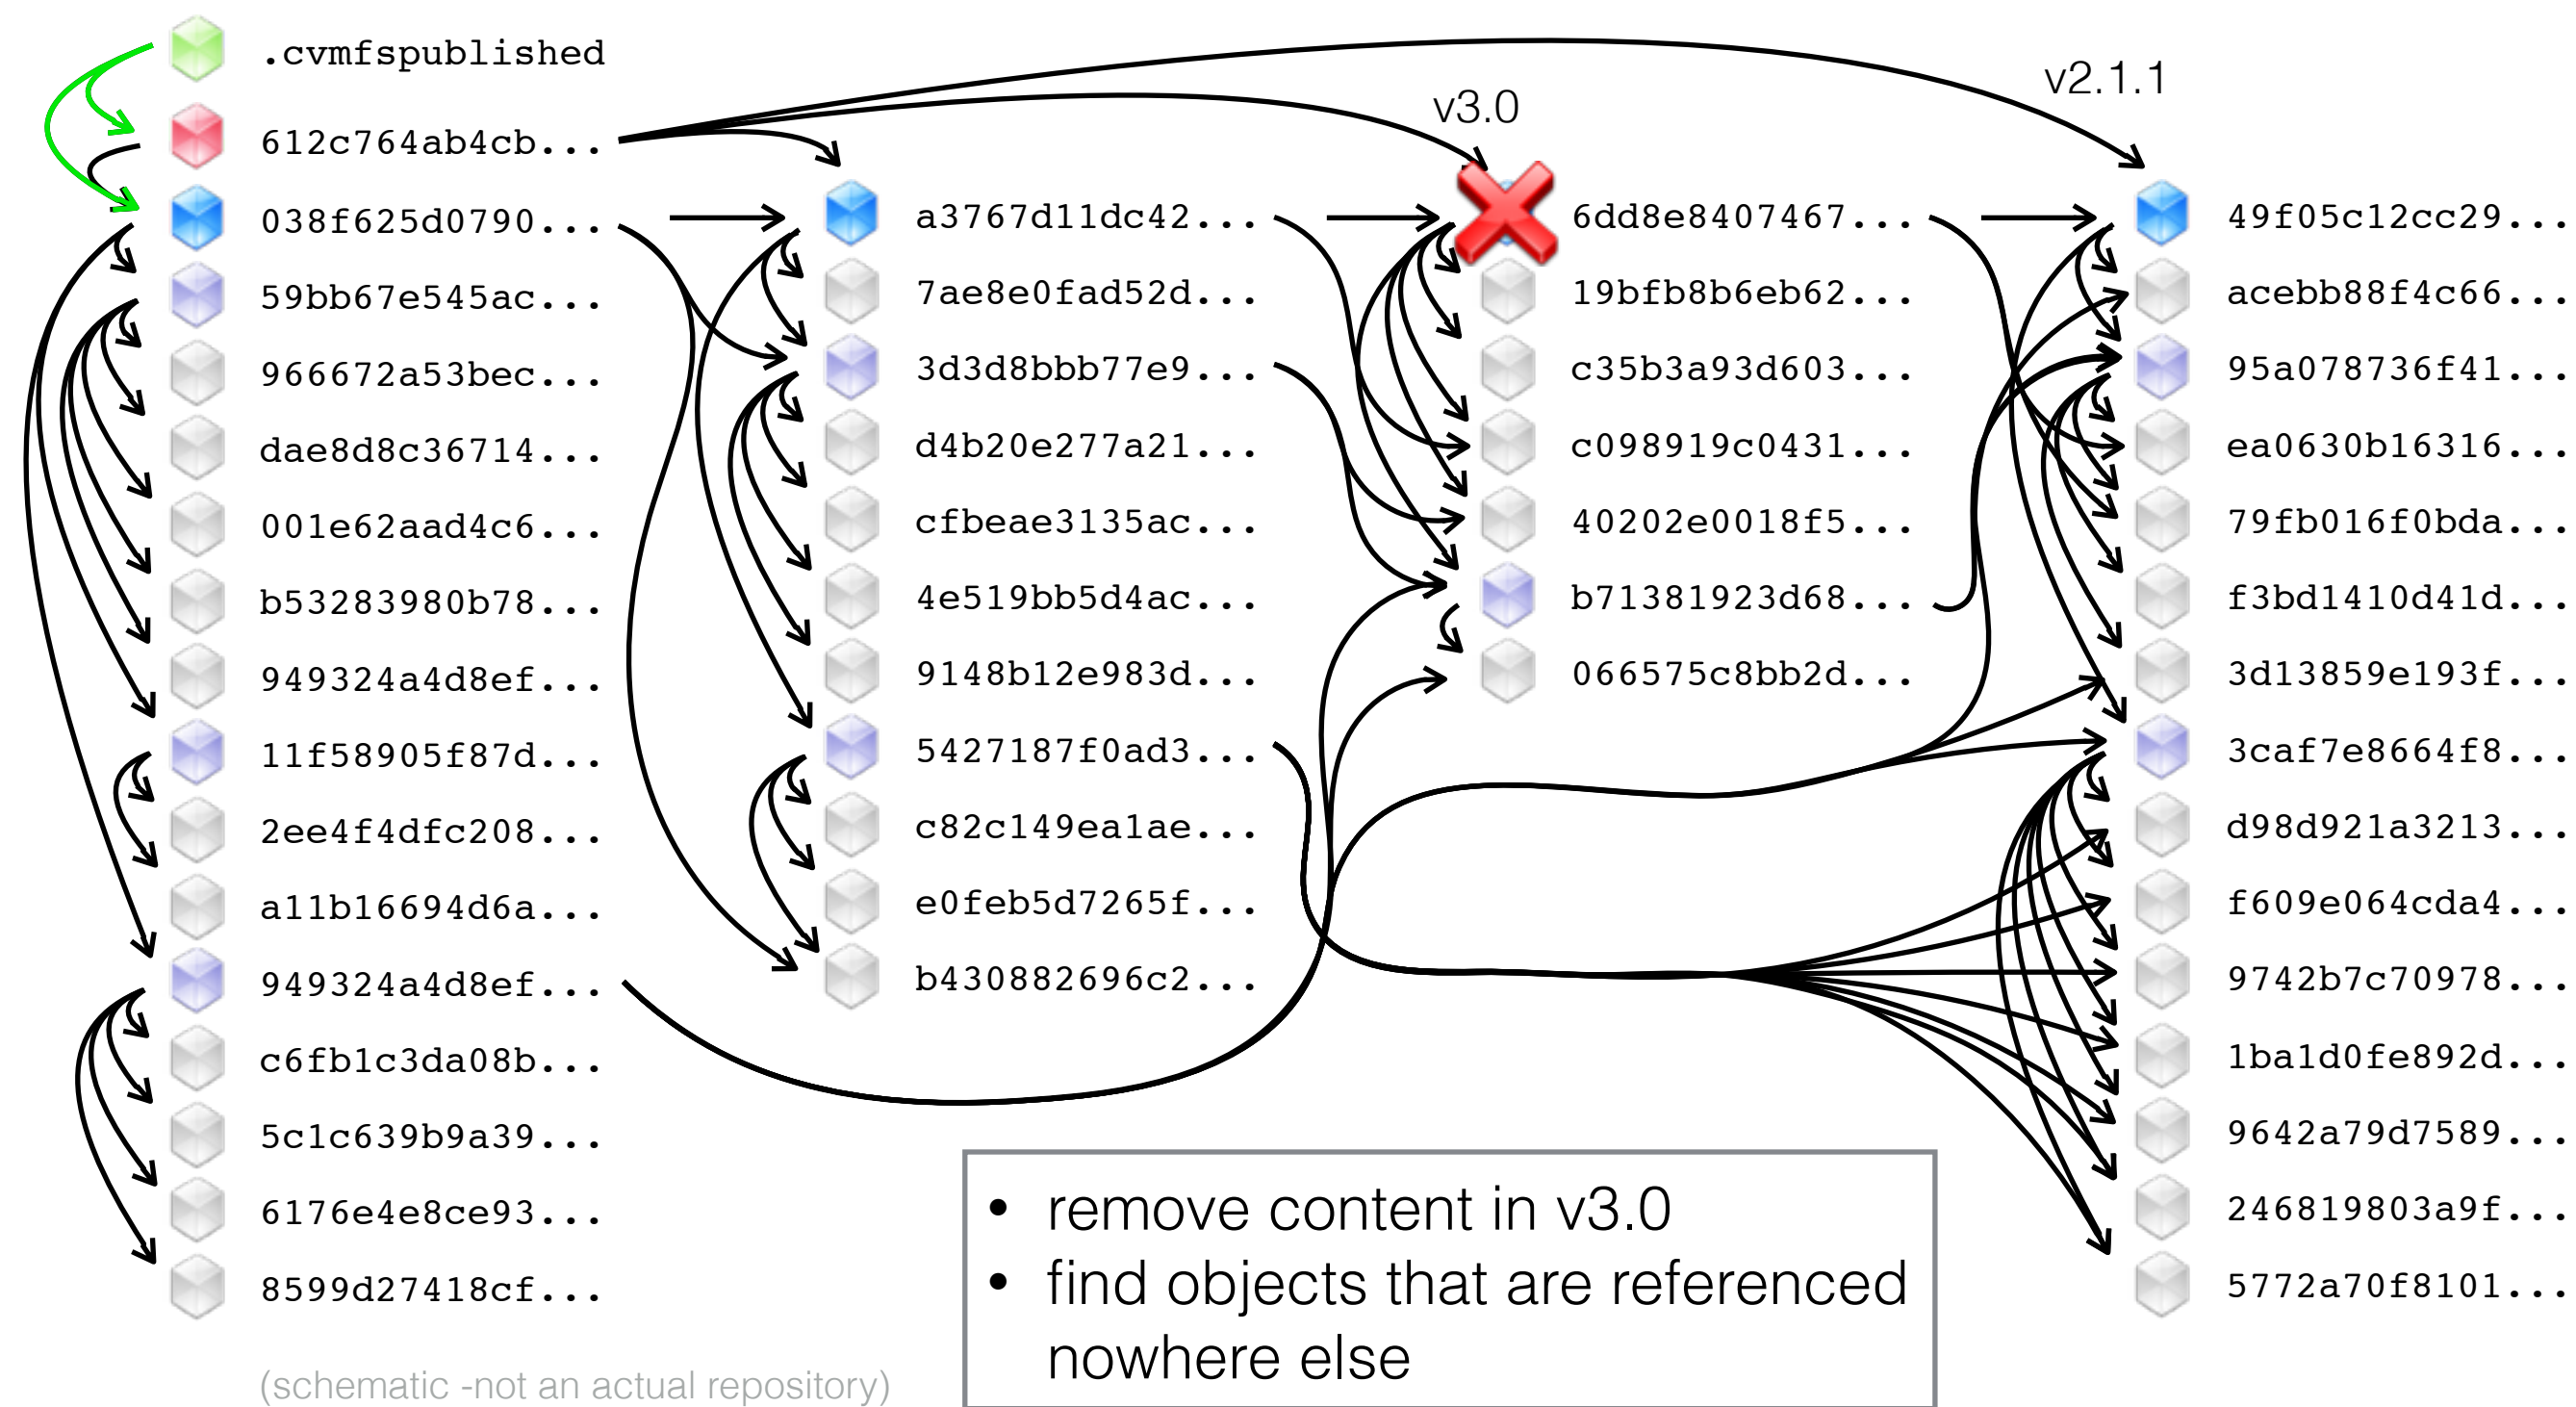 .cvmfspublished
612c764ab4cb...
038f625d0790...
59bb67e545ac...
966672a53bec...
dae8d8c36714...
001e62aad4c6...
b53283980b78...
949324a4d8ef...
11f58905f87d...
2ee4f4dfc208...
a11b16694d6a...
949324a4d8ef...
c6fb1c3da08b...
5c1c639b9a39...
6176e4e8ce93...
8599d27418cf...
(schematic -not an actual repository)
a3767d11dc42...
7ae8e0fad52d...
3d3d8bbb77e9...
d4b20e277a21...
cfbeae3135ac...
4e519bb5d4ac...
9148b12e983d...
5427187f0ad3...
c82c149ea1ae...
e0feb5d7265f...
b430882696c2...
v3.0
6dd8e8407467...
19bfb8b6eb62...
c35b3a93d603...
c098919c0431...
40202e0018f5...
b71381923d68...
066575c8bb2d...
v2.1.1
49f05c12cc29...
acebb88f4c66...
95a078736f41...
ea0630b16316...
79fb016f0bda...
f3bd1410d41d...
3d13859e193f...
3caf7e8664f8...
d98d921a3213...
f609e064cda4...
9742b7c70978...
1ba1d0fe892d...
9642a79d7589...
246819803a9f...
5772a70f8101...
• remove content in v3.0
• find objects that are referenced
nowhere else